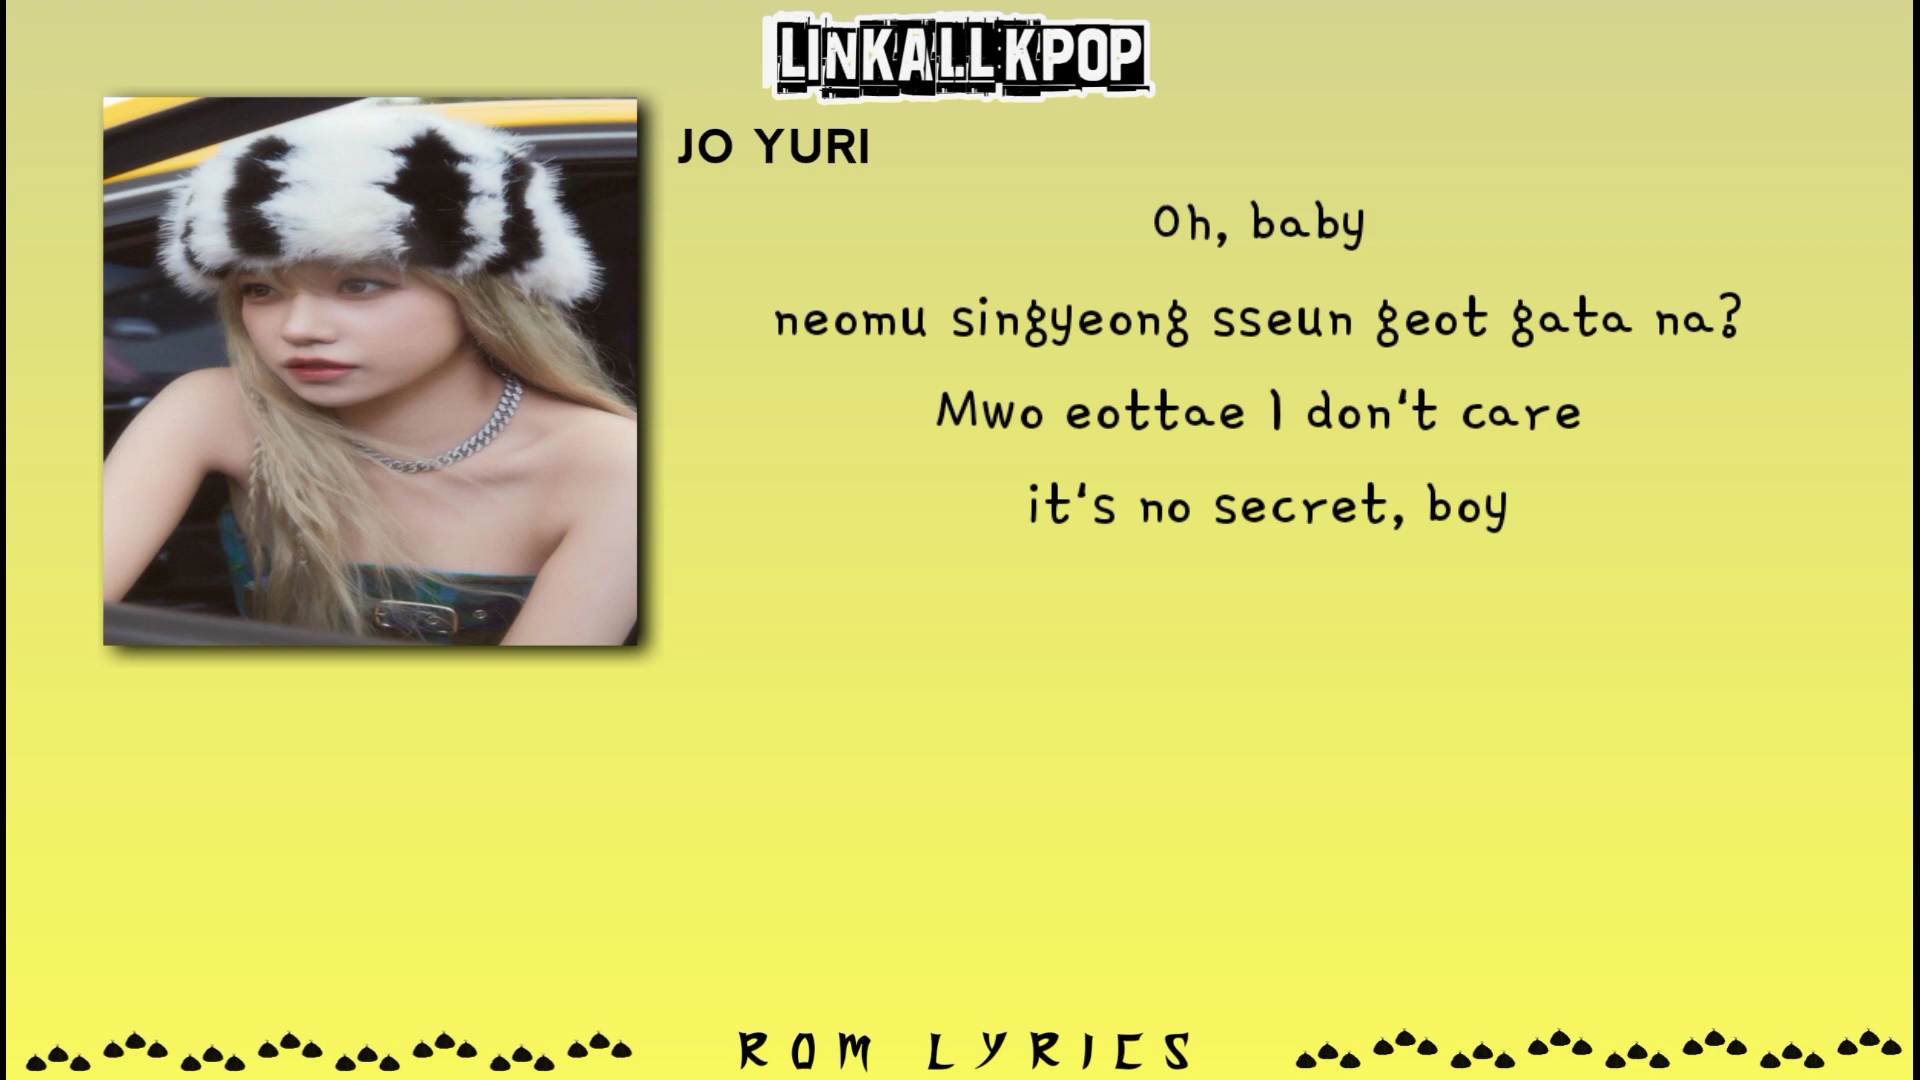 LINKALLKPOP
JO YURI
Oh, baby
neomu singyeong sseun geot gata na?
Mwo eottae I don't care
it's no secret, boy
ROM LYRICS